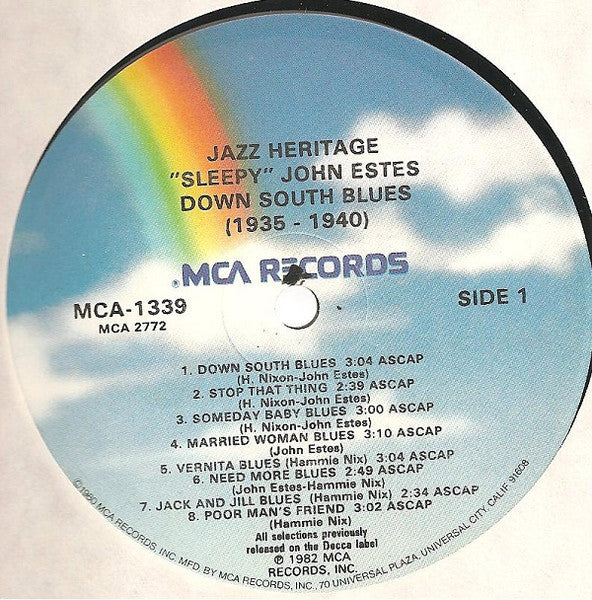 JAZZ HERITAGE
"SLEEPY" JOHN ESTES
DOWN SOUTH BLUES
(1935 - 1940)
®MCA RECORDS
MCA-1339
MCA 2772
SIDE 1
1. DOWN SOUTH BLUES 3:04 ASCAP
(H. Nixon-John Estes)
2. STOP THAT THING 2:39 ASCAP
(H. Nixon-John Estes)
3. SOMEDAY BABY BLUES 3:00 ASCAP
(H. Nixon-John Estes)
4. MARRIED WOMAN BLUES 3:10 ASCAP
(John Estes)
5. VERNITA BLUES (Hammie Nix) 3:04 ASCAP
6. NEED MORE BLUES 2:49 ASCAP
(John Estes-Hammie Nix)
7. JACK AND JILL BLUES (Hammie Nix) 2:34 ASCAP
8. POOR MAN'S FRIEND 3:02 ASCAP
(Hammie Nix)
All selections previously
released on the Decca label
℗ 1982 MCA
RECORDS, INC.
©1980 MCA RECORDS, INC. MFD. BY MCA RECORDS, INC., 70 UNIVERSAL PLAZA, UNIVERSAL CITY, CALIF. 91608